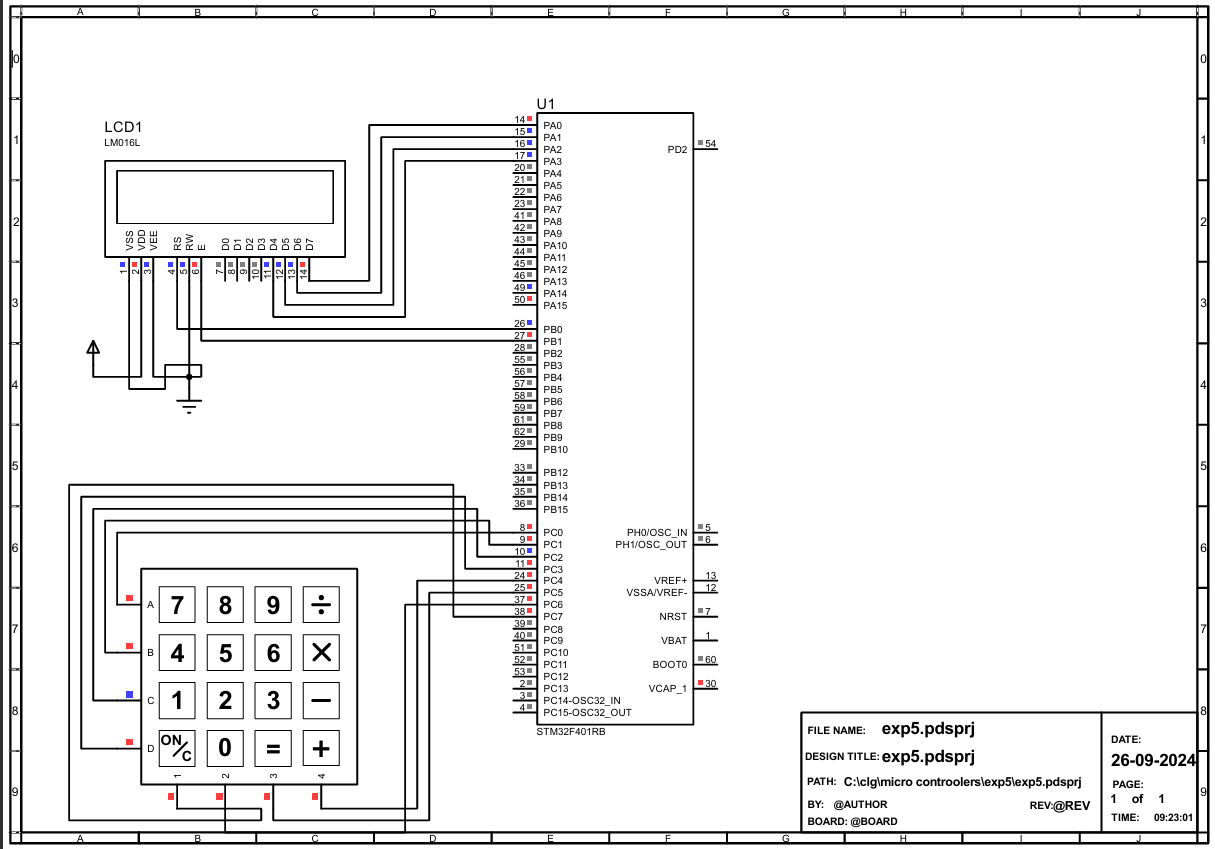 A B C D E F G H I J
0 0
1 1
2 2
3 3
4 4
5 5
6 6
7 7
8 8
9 9
LCD1
LM016L
VSS VDD VEE RS RW E D0 D1 D2 D3 D4 D5 D6 D7
1 2 3 4 5 6 7 8 9 10 11 12 13 14
U1
14 PA0
15 PA1
16 PA2
17 PA3
20 PA4
21 PA5
22 PA6
23 PA7
41 PA8
42 PA9
43 PA10
44 PA11
45 PA12
46 PA13
49 PA14
50 PA15
26 PB0
27 PB1
28 PB2
55 PB3
56 PB4
57 PB5
58 PB6
59 PB7
61 PB8
62 PB9
29 PB10
33 PB12
34 PB13
35 PB14
36 PB15
8 PC0
9 PC1
10 PC2
11 PC3
24 PC4
25 PC5
37 PC6
38 PC7
39 PC8
40 PC9
51 PC10
52 PC11
53 PC12
2 PC13
3 PC14-OSC32_IN
4 PC15-OSC32_OUT
PD2 54
PH0/OSC_IN 5
PH1/OSC_OUT 6
VREF+ 13
VSSA/VREF- 12
NRST 7
VBAT 1
BOOT0 60
VCAP_1 30
STM32F401RB
A 7 8 9 ÷
B 4 5 6 ×
C 1 2 3 −
D ON/C 0 = +
1 2 3 4
FILE NAME: exp5.pdsprj
DESIGN TITLE: exp5.pdsprj
PATH: C:\clg\micro controolers\exp5\exp5.pdsprj
BY: @AUTHOR REV:@REV
BOARD: @BOARD
DATE:
26-09-2024
PAGE:
1 of 1
TIME: 09:23:01
A B C D E F G H I J